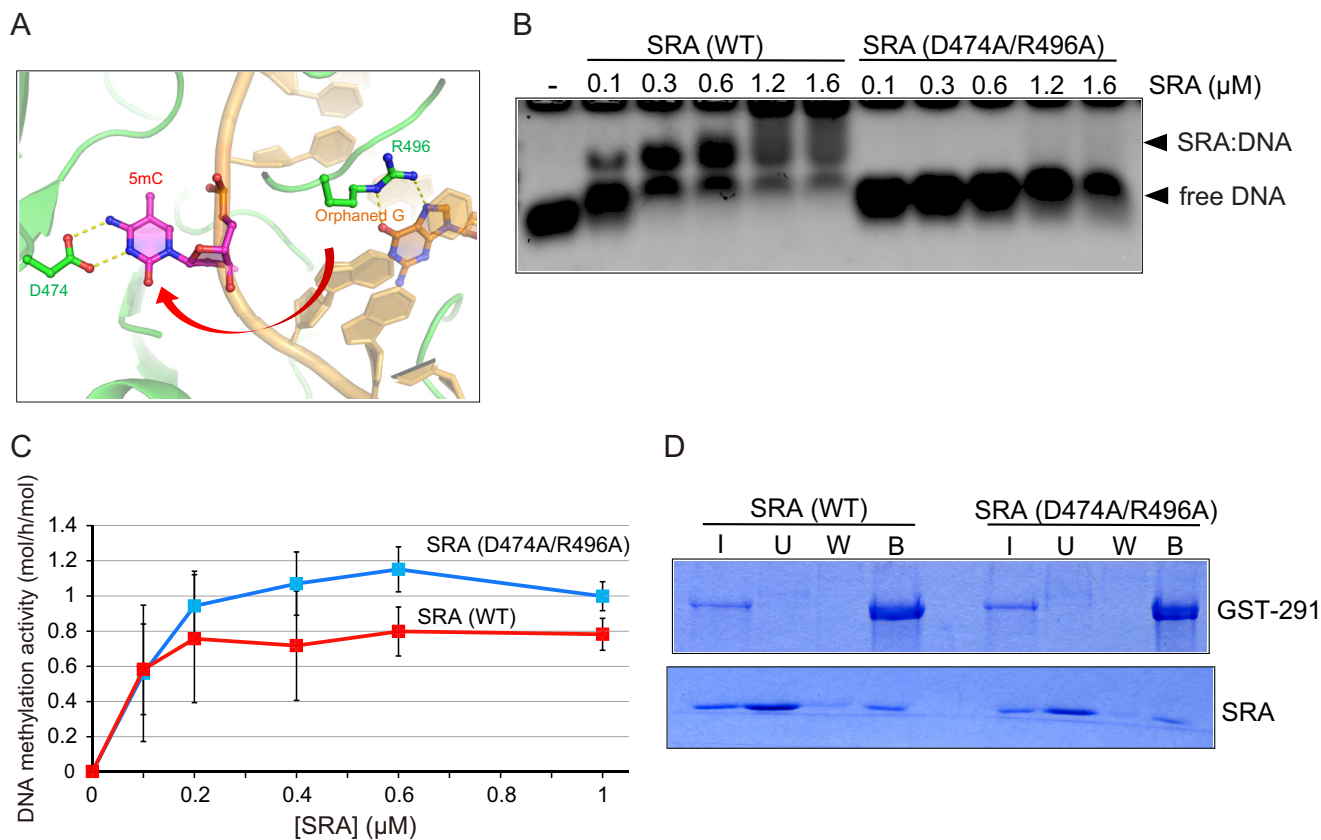 A
5mC
R496
Orphaned G
D474
B
SRA (WT) SRA (D474A/R496A)
- 0.1 0.3 0.6 1.2 1.6 0.1 0.3 0.6 1.2 1.6 SRA (µM)
SRA:DNA
free DNA
C
DNA methylation activity (mol/h/mol)
1.4
1.2
1
0.8
0.6
0.4
0.2
0
SRA (D474A/R496A)
SRA (WT)
0 0.2 0.4 0.6 0.8 1
[SRA] (µM)
D
SRA (WT) SRA (D474A/R496A)
I U W B I U W B
GST-291
SRA